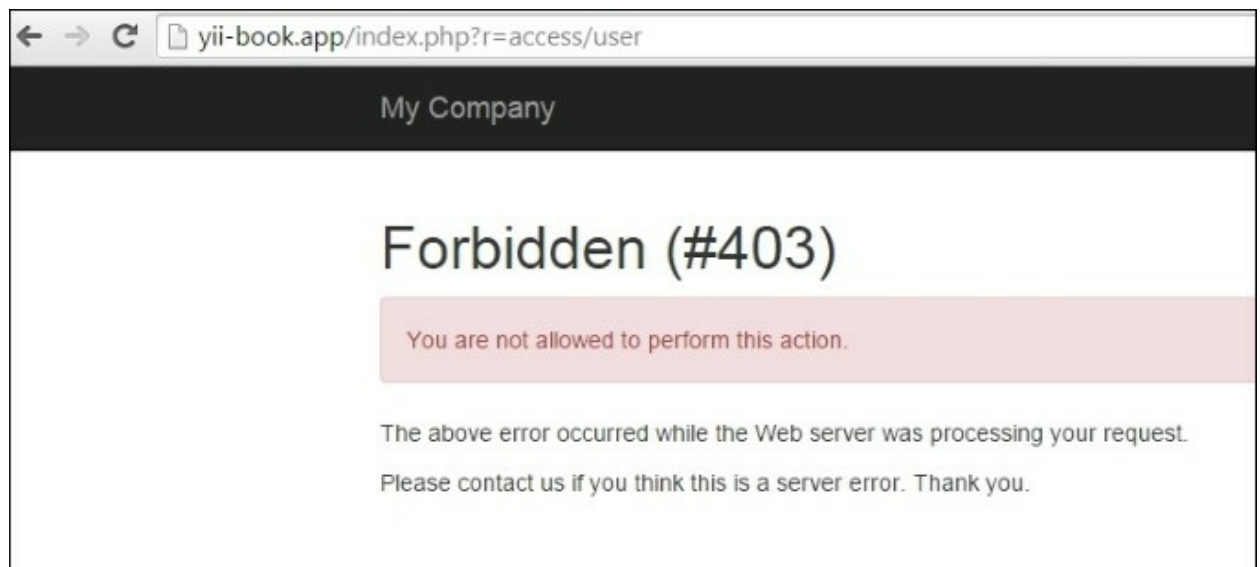 yii-book.app/index.php?r=access/user
My Company
Forbidden (#403)
You are not allowed to perform this action.
The above error occurred while the Web server was processing your request.
Please contact us if you think this is a server error. Thank you.